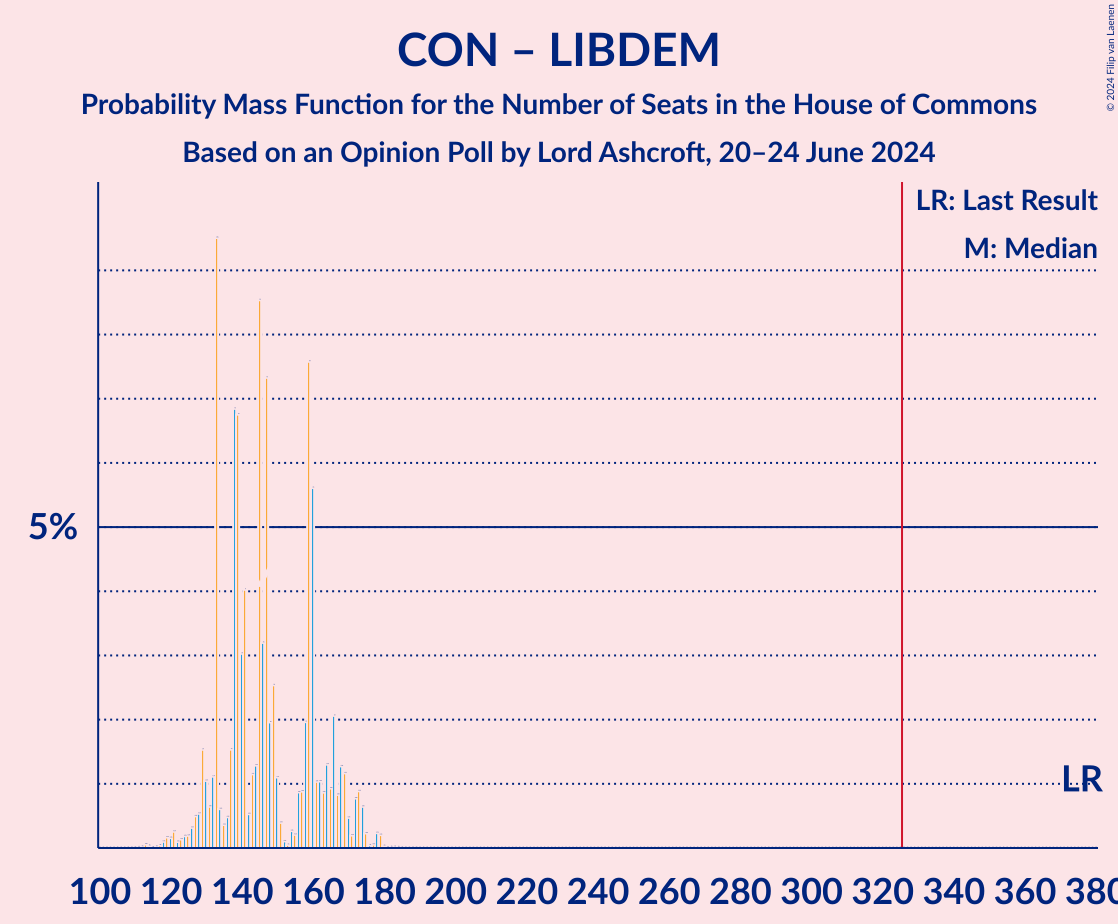 CON – LIBDEM
Probability Mass Function for the Number of Seats in the House of Commons
Based on an Opinion Poll by Lord Ashcroft, 20–24 June 2024
© 2024 Filip van Laenen
LR: Last Result
M: Median
5%
LR
100 120 140 160 180 200 220 240 260 280 300 320 340 360 380